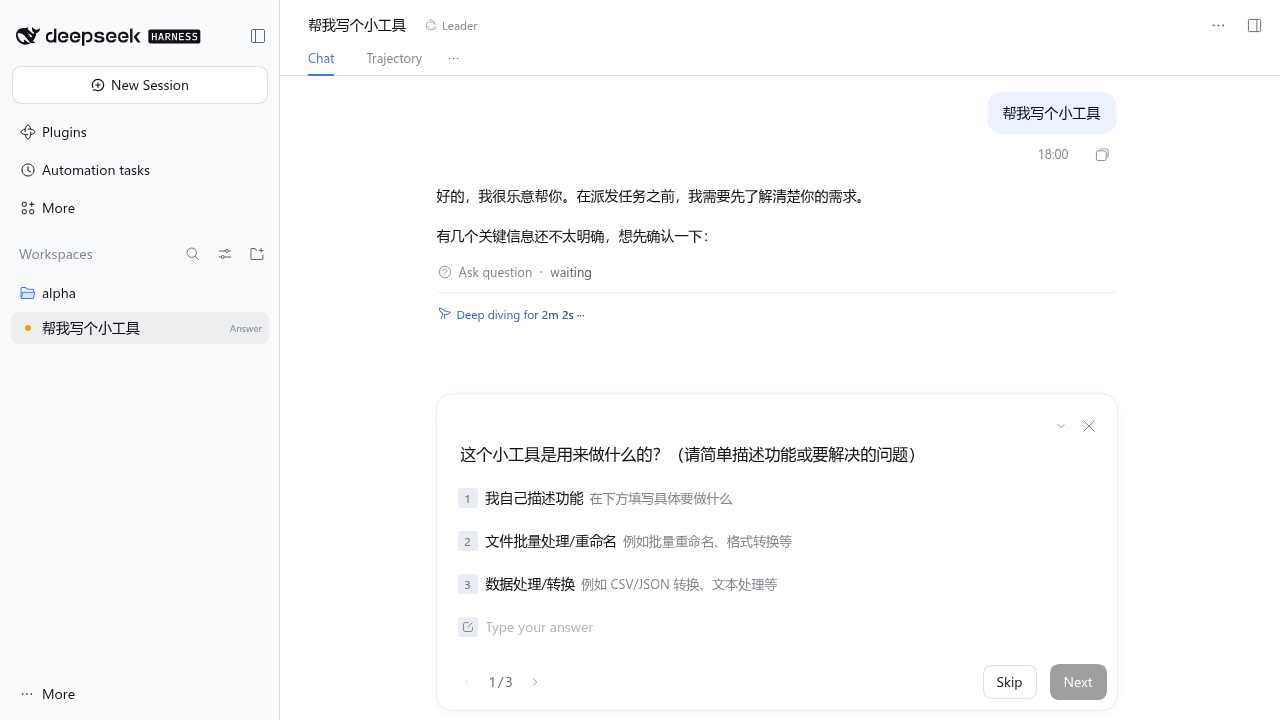 deepseek HARNESS
New Session
Plugins
Automation tasks
More
Workspaces
alpha
帮我写个小工具 Answer
More
帮我写个小工具 Leader
Chat Trajectory
帮我写个小工具
18:00
好的，我很乐意帮你。在派发任务之前，我需要先了解清楚你的需求。
有几个关键信息还不太明确，想先确认一下：
Ask question · waiting
Deep diving for 2m 2s ···
这个小工具是用来做什么的？（请简单描述功能或要解决的问题）
1 我自己描述功能 在下方填写具体要做什么
2 文件批量处理/重命名 例如批量重命名、格式转换等
3 数据处理/转换 例如 CSV/JSON 转换、文本处理等
Type your answer
1 / 3
Skip Next